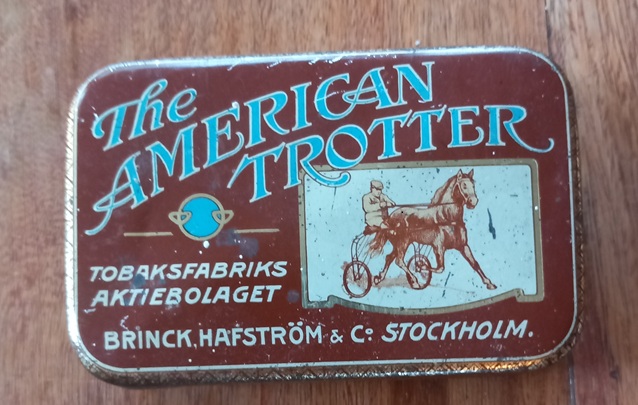 The
AMERICAN
TROTTER
TOBAKSFABRIKS
AKTIEBOLAGET
BRINCK, HAFSTRÖM & Co STOCKHOLM.